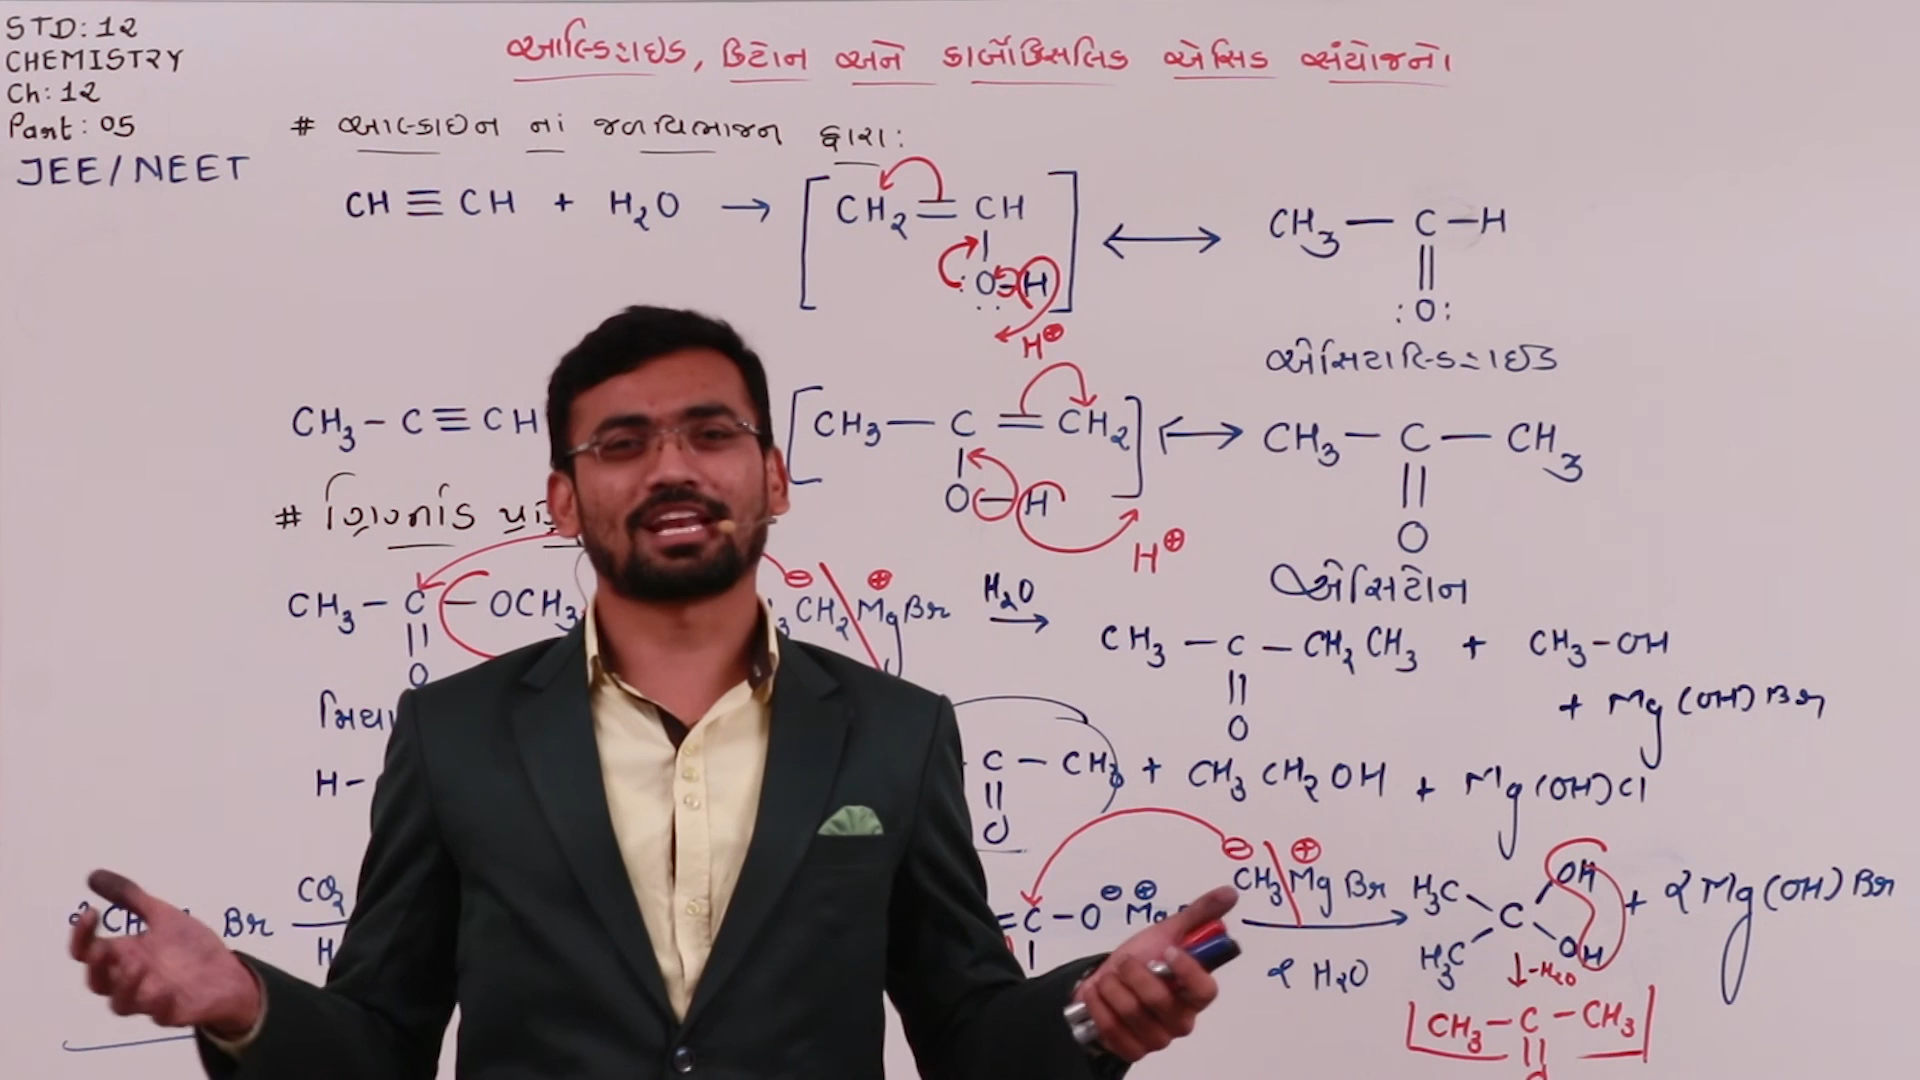 STD: 12
CHEMISTRY
Ch: 12
Part: 05
JEE/NEET
આલ્ડિહાઇડ, કિટોન અને કાર્બોક્સિલિક એસિડ સંયોજનો
# આલ્કાઇન નાં જળવિભાજન દ્વારા:
CH ≡ CH + H₂O → [CH₂ = CH
O-H]
H⊕
↔ CH₃ — C — H
:O:
એસિટાલ્ડિહાઇડ
CH₃ – C ≡ CH
[CH₃ — C = CH₂
O – H]
H⊕
↔ CH₃ — C — CH₃
O
એસિટોન
# ગ્રિગ્નાર્ડ
CH₃ – C – OCH₃
O
⊖ ⊕
₃CH₂MgBr H₂O →
CH₃ – C – CH₂CH₃ + CH₃-OH
O
+ Mg(OH)Br
H-
C – CH₃ + CH₃CH₂OH + Mg(OH)Cl
O
Br CO₂
= C – O⊖ ⊕
⊖ ⊕
CH₃MgBr
2 H₂O
H₃C OH
C + 2Mg(OH)Br
H₃C OH
↓ -H₂O
CH₃ – C – CH₃